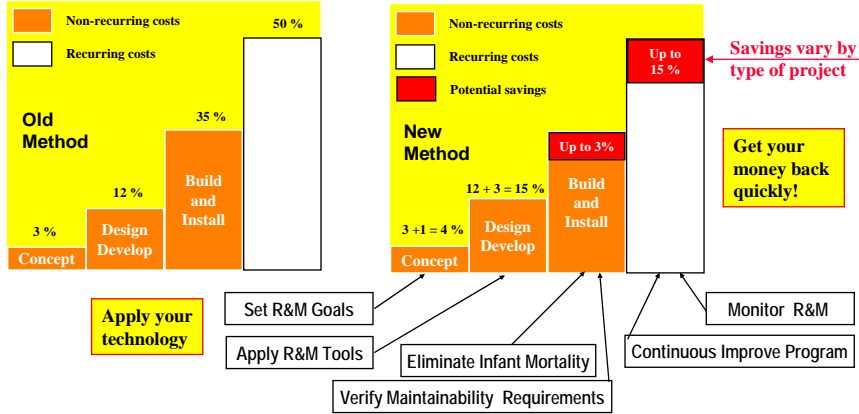 Non-recurring costs
50 %
Recurring costs
Old
Method
35 %
12 %
3 %
Build
and
Install
Design
Develop
Concept
Non-recurring costs
Recurring costs
Potential savings
Up to
15 %
Savings vary by
type of project
New
Method
Up to 3%
12 + 3 = 15 %
3 +1 = 4 %
Build
and
Install
Design
Develop
Concept
Get your
money back
quickly!
Apply your
technology
Set R&M Goals
Monitor R&M
Apply R&M Tools
Eliminate Infant Mortality
Continuous Improve Program
Verify Maintainability Requirements